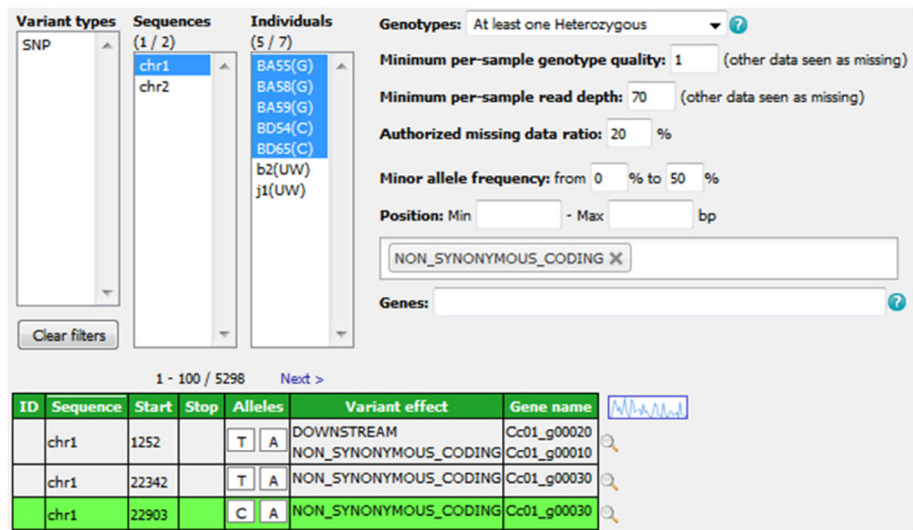 Variant types
SNP
Clear filters
Sequences
(1 / 2)
chr1
chr2
Individuals
(5 / 7)
BA55(G)
BA58(G)
BA59(G)
BD54(C)
BD65(C)
b2(UW)
j1(UW)
Genotypes: At least one Heterozygous ?
Minimum per-sample genotype quality: 1 (other data seen as missing)
Minimum per-sample read depth: 70 (other data seen as missing)
Authorized missing data ratio: 20 %
Minor allele frequency: from 0 % to 50 %
Position: Min - Max bp
NON_SYNONYMOUS_CODING
Genes: ?
1 - 100 / 5298 Next >
ID Sequence Start Stop Alleles Variant effect Gene name
chr1 1252 T A DOWNSTREAM Cc01_g00020
NON_SYNONYMOUS_CODING Cc01_g00010
chr1 22342 T A NON_SYNONYMOUS_CODING Cc01_g00030
chr1 22903 C A NON_SYNONYMOUS_CODING Cc01_g00030